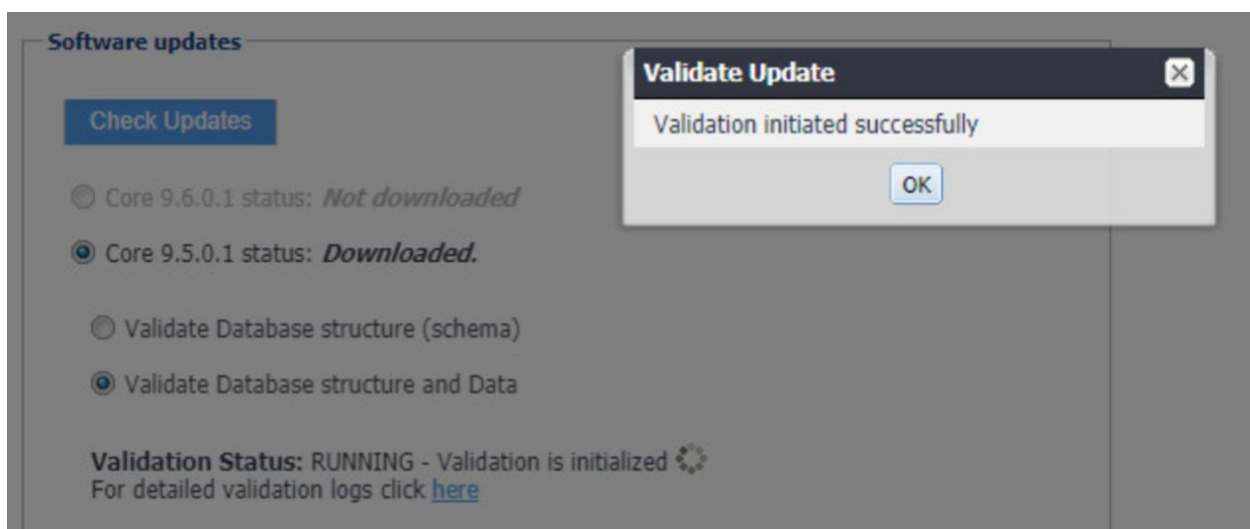 Software updates
Validate Update
Validation initiated successfully
OK
Check Updates
Core 9.6.0.1 status: Not downloaded
Core 9.5.0.1 status: Downloaded.
Validate Database structure (schema)
Validate Database structure and Data
Validation Status: RUNNING - Validation is initialized
For detailed validation logs click here